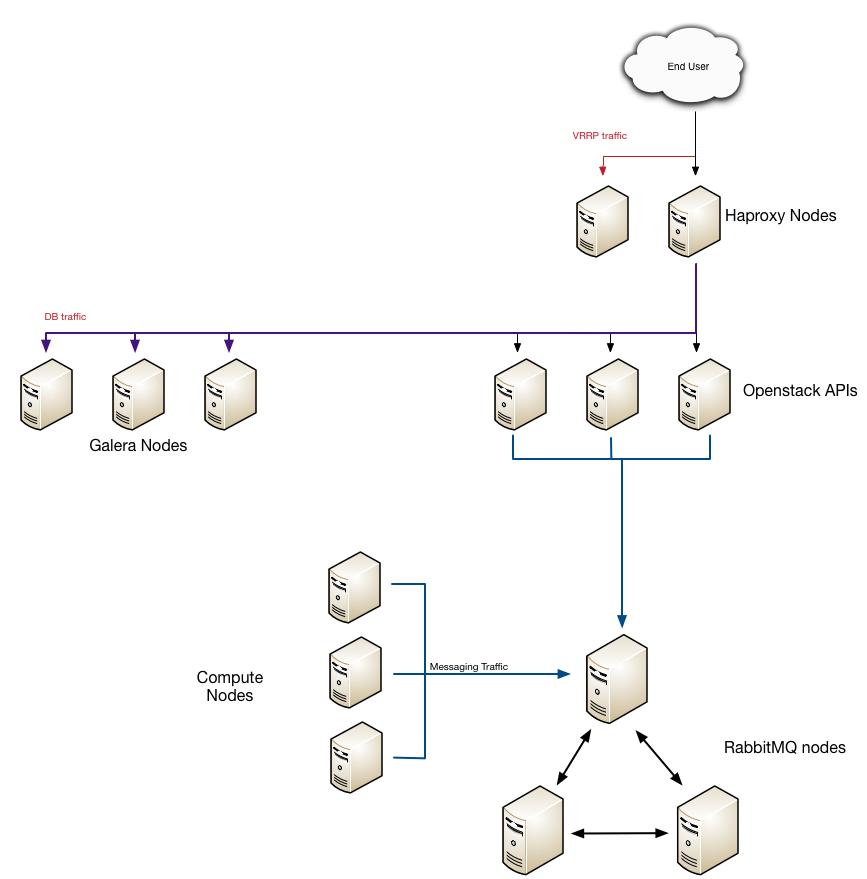 End User
VRRP traffic
Haproxy Nodes
DB traffic
Openstack APIs
Galera Nodes
Messaging Traffic
Compute
Nodes
RabbitMQ nodes